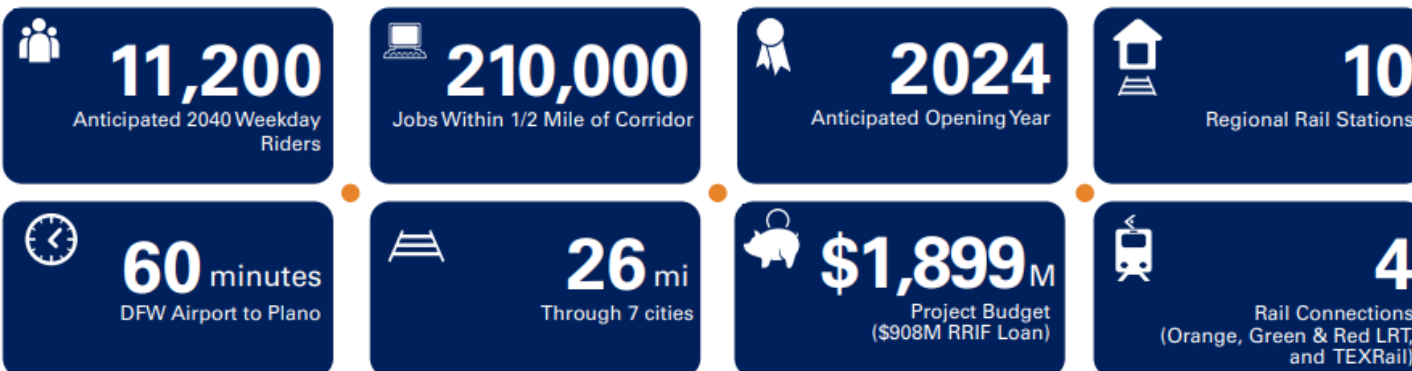 11,200
Anticipated 2040 Weekday
Riders
210,000
Jobs Within 1/2 Mile of Corridor
2024
Anticipated Opening Year
10
Regional Rail Stations
60 minutes
DFW Airport to Plano
26 mi
Through 7 cities
$1,899 M
Project Budget
($908M RRIF Loan)
4
Rail Connections
(Orange, Green & Red LRT,
and TEXRail)